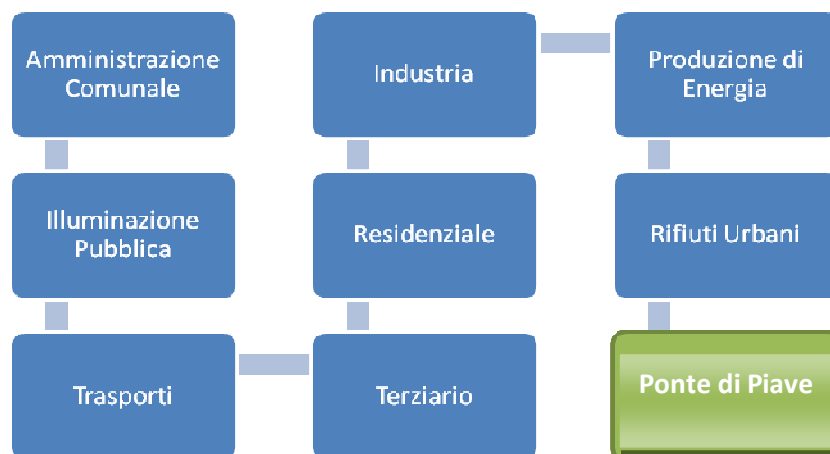 Amministrazione
Comunale
Illuminazione
Pubblica
Trasporti
Terziario
Residenziale
Industria
Produzione di
Energia
Rifiuti Urbani
Ponte di Piave